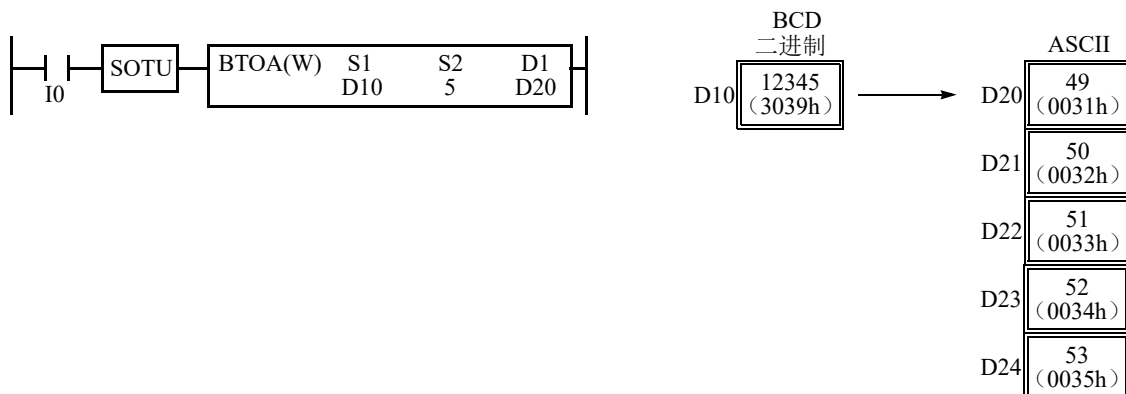 I0
SOTU
BTOA(W) S1 S2 D1
D10 5 D20
BCD
二进制
D10
12345
（3039h）
ASCII
D20
49
（0031h）
D21
50
（0032h）
D22
51
（0033h）
D23
52
（0034h）
D24
53
（0035h）